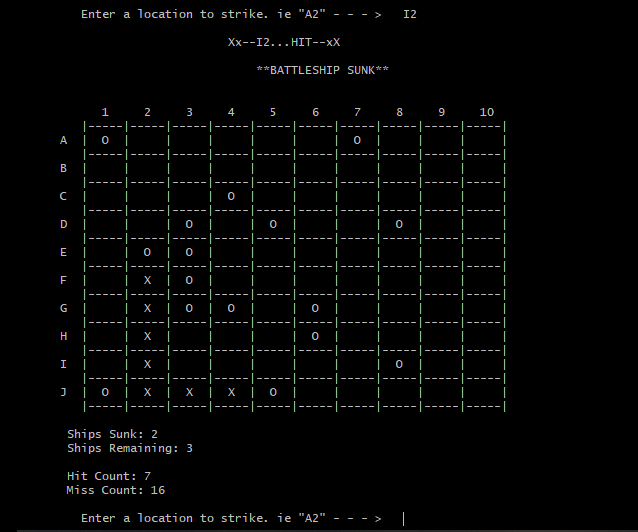 Enter a location to strike. ie "A2" - - - > I2
Xx--I2...HIT--xX
**BATTLESHIP SUNK**
1 2 3 4 5 6 7 8 9 10
|----|----|----|----|----|----|----|----|----|----|
A | O | | | | | | O | | | |
|----|----|----|----|----|----|----|----|----|----|
B | | | | | | | | | | |
|----|----|----|----|----|----|----|----|----|----|
C | | | | O | | | | | | |
|----|----|----|----|----|----|----|----|----|----|
D | | | O | | O | | | O | | |
|----|----|----|----|----|----|----|----|----|----|
E | | O | O | | | | | | | |
|----|----|----|----|----|----|----|----|----|----|
F | | X | O | | | | | | | |
|----|----|----|----|----|----|----|----|----|----|
G | | X | O | O | | O | | | | |
|----|----|----|----|----|----|----|----|----|----|
H | | X | | | | O | | | | |
|----|----|----|----|----|----|----|----|----|----|
I | | X | | | | | | O | | |
|----|----|----|----|----|----|----|----|----|----|
J | O | X | X | X | O | | | | | |
|----|----|----|----|----|----|----|----|----|----|
Ships Sunk: 2
Ships Remaining: 3
Hit Count: 7
Miss Count: 16
Enter a location to strike. ie "A2" - - - >